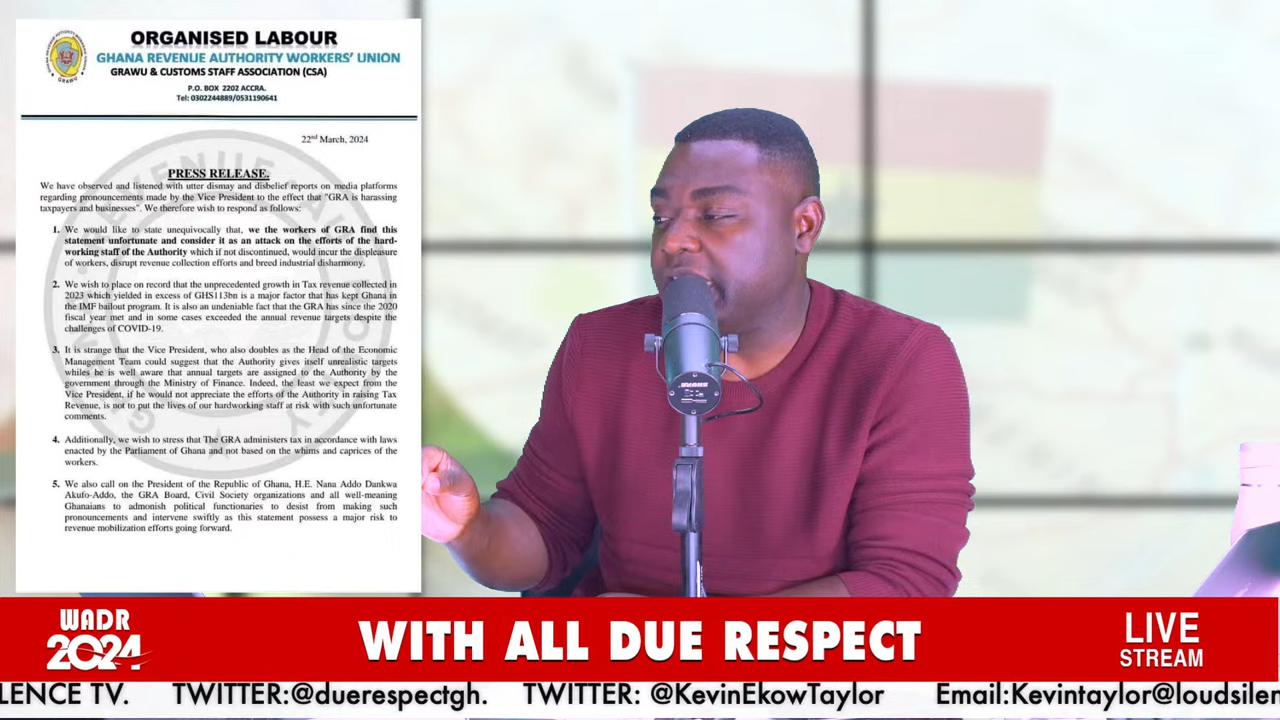 ORGANISED LABOUR
GHANA REVENUE AUTHORITY WORKERS' UNION
GRAWU & CUSTOMS STAFF ASSOCIATION (CSA)
P.O. BOX 2202 ACCRA.
Tel: 0302244889/0531190641
GRAWU
22nd March, 2024
PRESS RELEASE.
We have observed and listened with utter dismay and disbelief reports on media platforms
regarding pronouncements made by the Vice President to the effect that "GRA is harassing
taxpayers and businesses". We therefore wish to respond as follows:
1. We would like to state unequivocally that, we the workers of GRA find this
statement unfortunate and consider it as an attack on the efforts of the hard-
working staff of the Authority which if not discontinued, would incur the displeasure
of workers, disrupt revenue collection efforts and breed industrial disharmony.
2. We wish to place on record that the unprecedented growth in Tax revenue collected in
2023 which yielded in excess of GHS113bn is a major factor that has kept Ghana in
the IMF bailout program. It is also an undeniable fact that the GRA has since the 2020
fiscal year met and in some cases exceeded the annual revenue targets despite the
challenges of COVID-19.
3. It is strange that the Vice President, who also doubles as the Head of the Economic
Management Team could suggest that the Authority gives itself unrealistic targets
whiles he is well aware that annual targets are assigned to the Authority by the
government through the Ministry of Finance. Indeed, the least we expect from the
Vice President, if he would not appreciate the efforts of the Authority in raising Tax
Revenue, is not to put the lives of our hardworking staff at risk with such unfortunate
comments.
4. Additionally, we wish to stress that The GRA administers tax in accordance with laws
enacted by the Parliament of Ghana and not based on the whims and caprices of the
workers.
5. We also call on the President of the Republic of Ghana, H.E. Nana Addo Dankwa
Akufo-Addo, the GRA Board, Civil Society organizations and all well-meaning
Ghanaians to admonish political functionaries to desist from making such
pronouncements and intervene swiftly as this statement possess a major risk to
revenue mobilization efforts going forward.
SHURE
WADR
2024
WITH ALL DUE RESPECT
LIVE
STREAM
LENCE TV. TWITTER:@duerespectgh. TWITTER: @KevinEkowTaylor Email:Kevintaylor@loudsilen